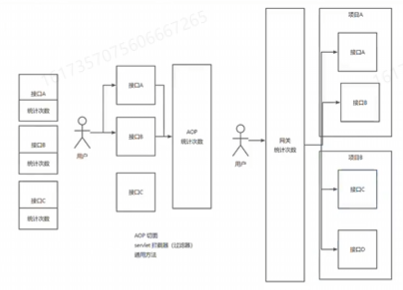 接口A
统计次数
接口B
统计次数
接口C
统计次数
用户
接口A
接口B
接口C
AOP
统计次数
AOP 切面
servlet 拦截器（过滤器）
通用方法
用户
网关
统计次数
项目A
接口A
接口B
项目B
接口C
接口D